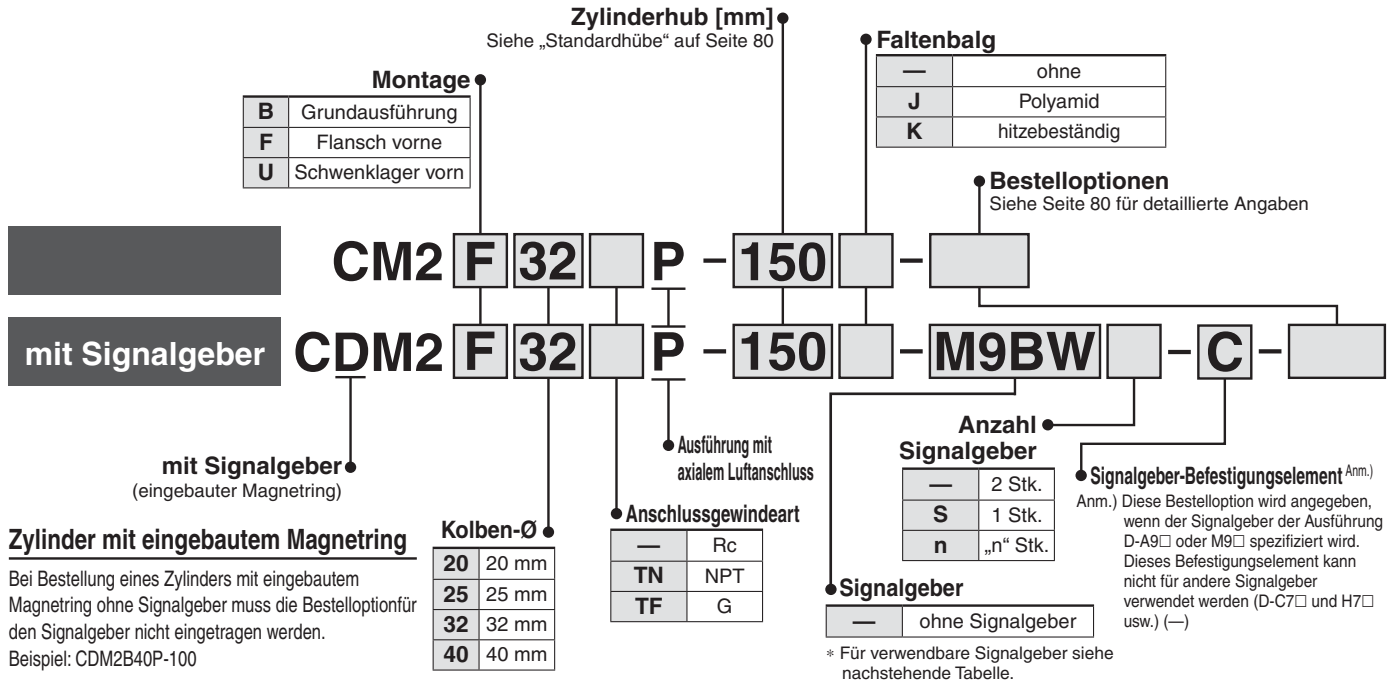 Zylinderhub [mm]
Siehe „Standardhübe“ auf Seite 80
Faltenbalg
— ohne
J Polyamid
K hitzebeständig
Montage
B Grundausführung
F Flansch vorne
U Schwenklager vorn
Bestelloptionen
Siehe Seite 80 für detaillierte Angaben
CM2 F 32 P – 150 –
mit Signalgeber CDM2 F 32 P – 150 – M9BW – C –
mit Signalgeber
(eingebauter Magnetring)
Ausführung mit
axialem Luftanschluss
Anzahl
Signalgeber
— 2 Stk.
S 1 Stk.
n „n“ Stk.
Signalgeber-Befestigungselement Anm.)
Anm.) Diese Bestelloption wird angegeben,
wenn der Signalgeber der Ausführung
D-A9□ oder M9□ spezifiziert wird.
Dieses Befestigungselement kann
nicht für andere Signalgeber
verwendet werden (D-C7□ und H7□
usw.) (—)
Zylinder mit eingebautem Magnetring
Bei Bestellung eines Zylinders mit eingebautem
Magnetring ohne Signalgeber muss die Bestelloptionfür
den Signalgeber nicht eingetragen werden.
Beispiel: CDM2B40P-100
Kolben-Ø
20 20 mm
25 25 mm
32 32 mm
40 40 mm
Anschlussgewindeart
— Rc
TN NPT
TF G
Signalgeber
— ohne Signalgeber
∗ Für verwendbare Signalgeber siehe
nachstehende Tabelle.